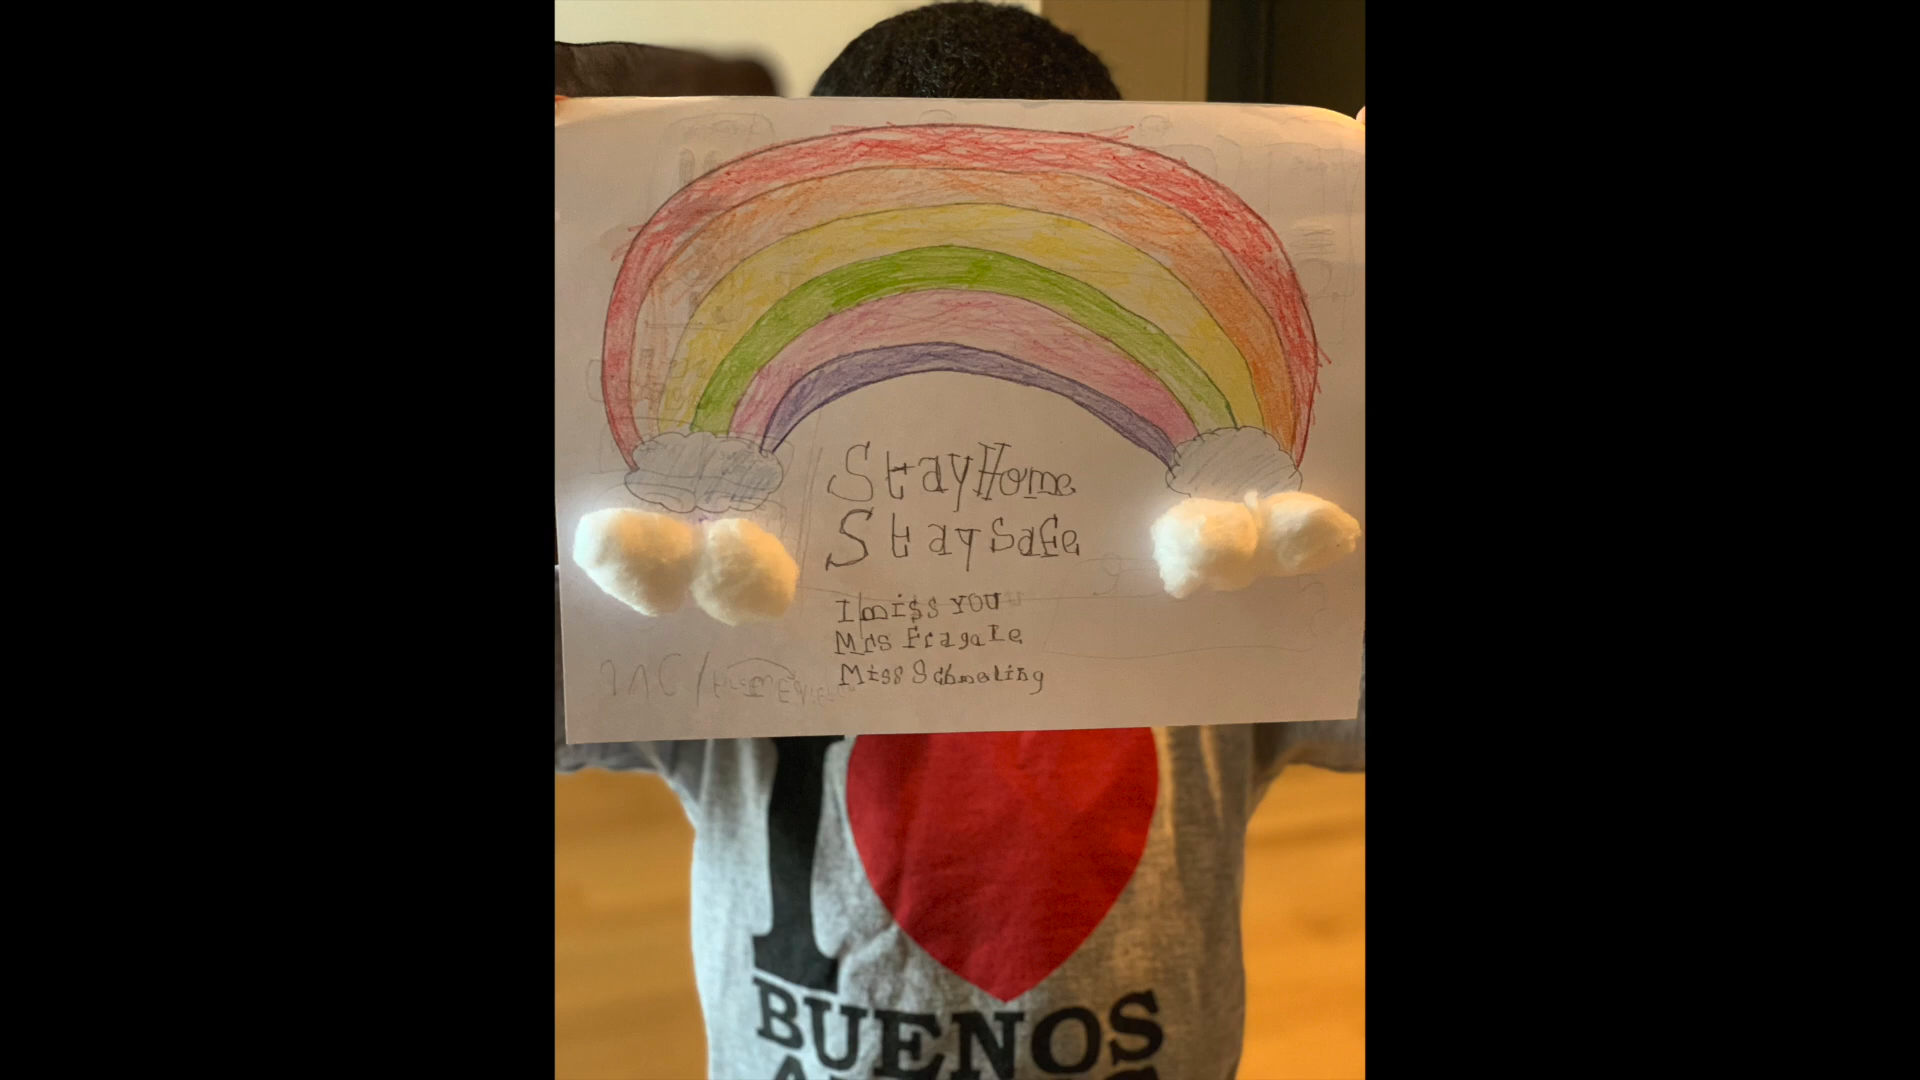 Stay Home
Stay Safe
I miss YOU
Mrs Fragale
Miss Schmeling
I
BUENOS